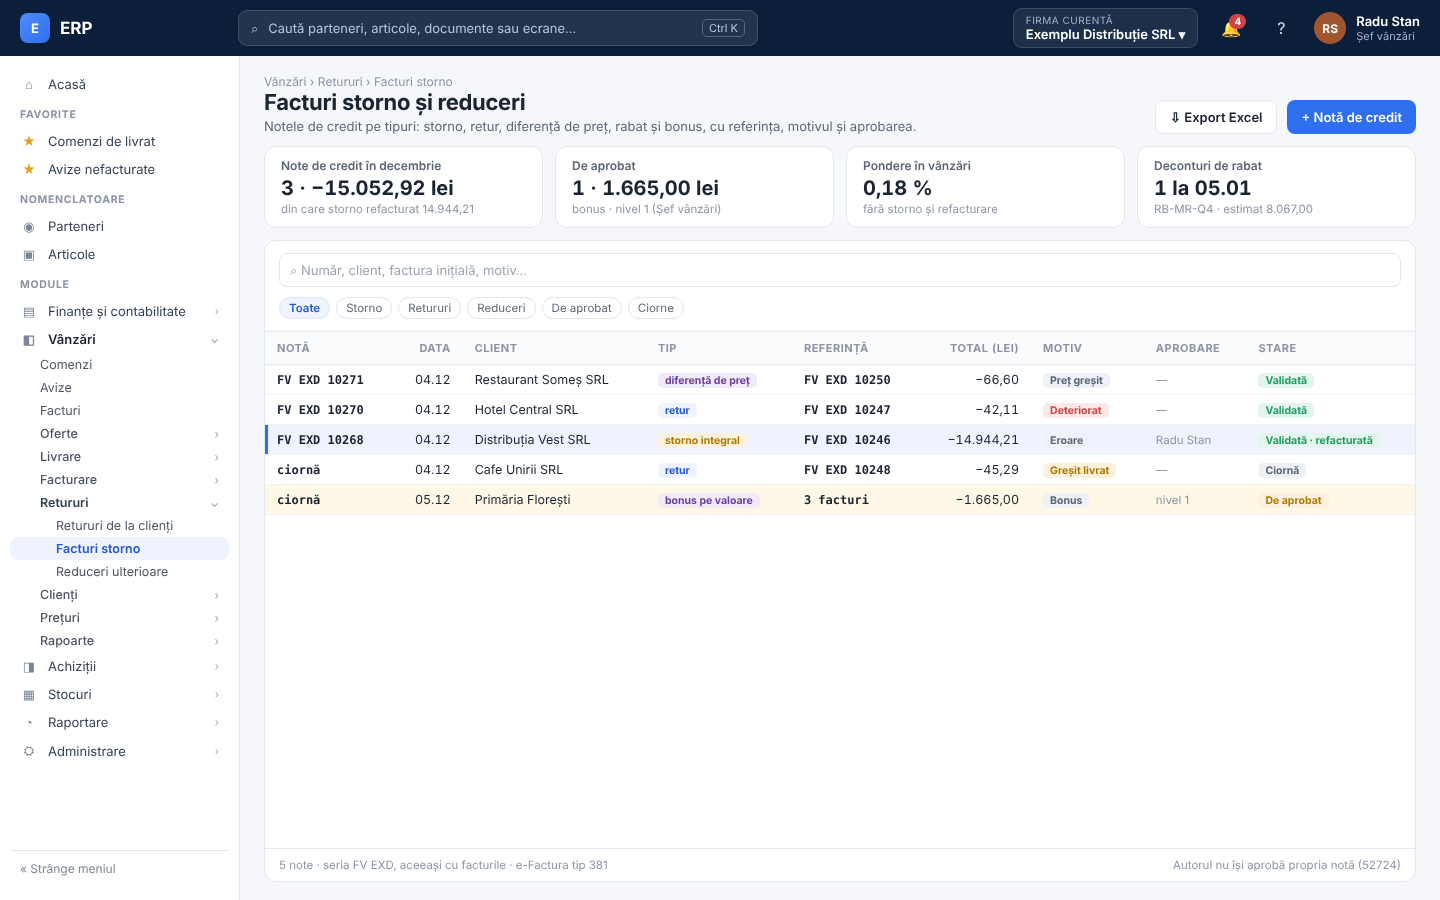 E ERP
Caută parteneri, articole, documente sau ecrane... Ctrl K
FIRMA CURENTĂ
Exemplu Distribuție SRL ▾
4
?
RS
Radu Stan
Șef vânzări
Acasă
FAVORITE
★ Comenzi de livrat
★ Avize nefacturate
NOMENCLATOARE
Parteneri
Articole
MODULE
Finanțe și contabilitate ›
Vânzări
Comenzi
Avize
Facturi
Oferte ›
Livrare ›
Facturare ›
Retururi
Retururi de la clienți
Facturi storno
Reduceri ulterioare
Clienți ›
Prețuri ›
Rapoarte ›
Achiziții ›
Stocuri ›
Raportare ›
Administrare ›
« Strânge meniul
Vânzări › Retururi › Facturi storno
Facturi storno și reduceri
Notele de credit pe tipuri: storno, retur, diferență de preț, rabat și bonus, cu referința, motivul și aprobarea.
⇩ Export Excel
+ Notă de credit
Note de credit în decembrie
3 · −15.052,92 lei
din care storno refacturat 14.944,21
De aprobat
1 · 1.665,00 lei
bonus · nivel 1 (Șef vânzări)
Pondere în vânzări
0,18 %
fără storno și refacturare
Deconturi de rabat
1 la 05.01
RB-MR-Q4 · estimat 8.067,00
Număr, client, factura inițială, motiv...
Toate Storno Retururi Reduceri De aprobat Ciorne
NOTĂ DATA CLIENT TIP REFERINȚĂ TOTAL (LEI) MOTIV APROBARE STARE
FV EXD 10271 04.12 Restaurant Someș SRL diferență de preț FV EXD 10250 −66,60 Preț greșit — Validată
FV EXD 10270 04.12 Hotel Central SRL retur FV EXD 10247 −42,11 Deteriorat — Validată
FV EXD 10268 04.12 Distribuția Vest SRL storno integral FV EXD 10246 −14.944,21 Eroare Radu Stan Validată · refacturată
ciornă 04.12 Cafe Unirii SRL retur FV EXD 10248 −45,29 Greșit livrat — Ciornă
ciornă 05.12 Primăria Florești bonus pe valoare 3 facturi −1.665,00 Bonus nivel 1 De aprobat
5 note · seria FV EXD, aceeași cu facturile · e-Factura tip 381
Autorul nu își aprobă propria notă (52724)